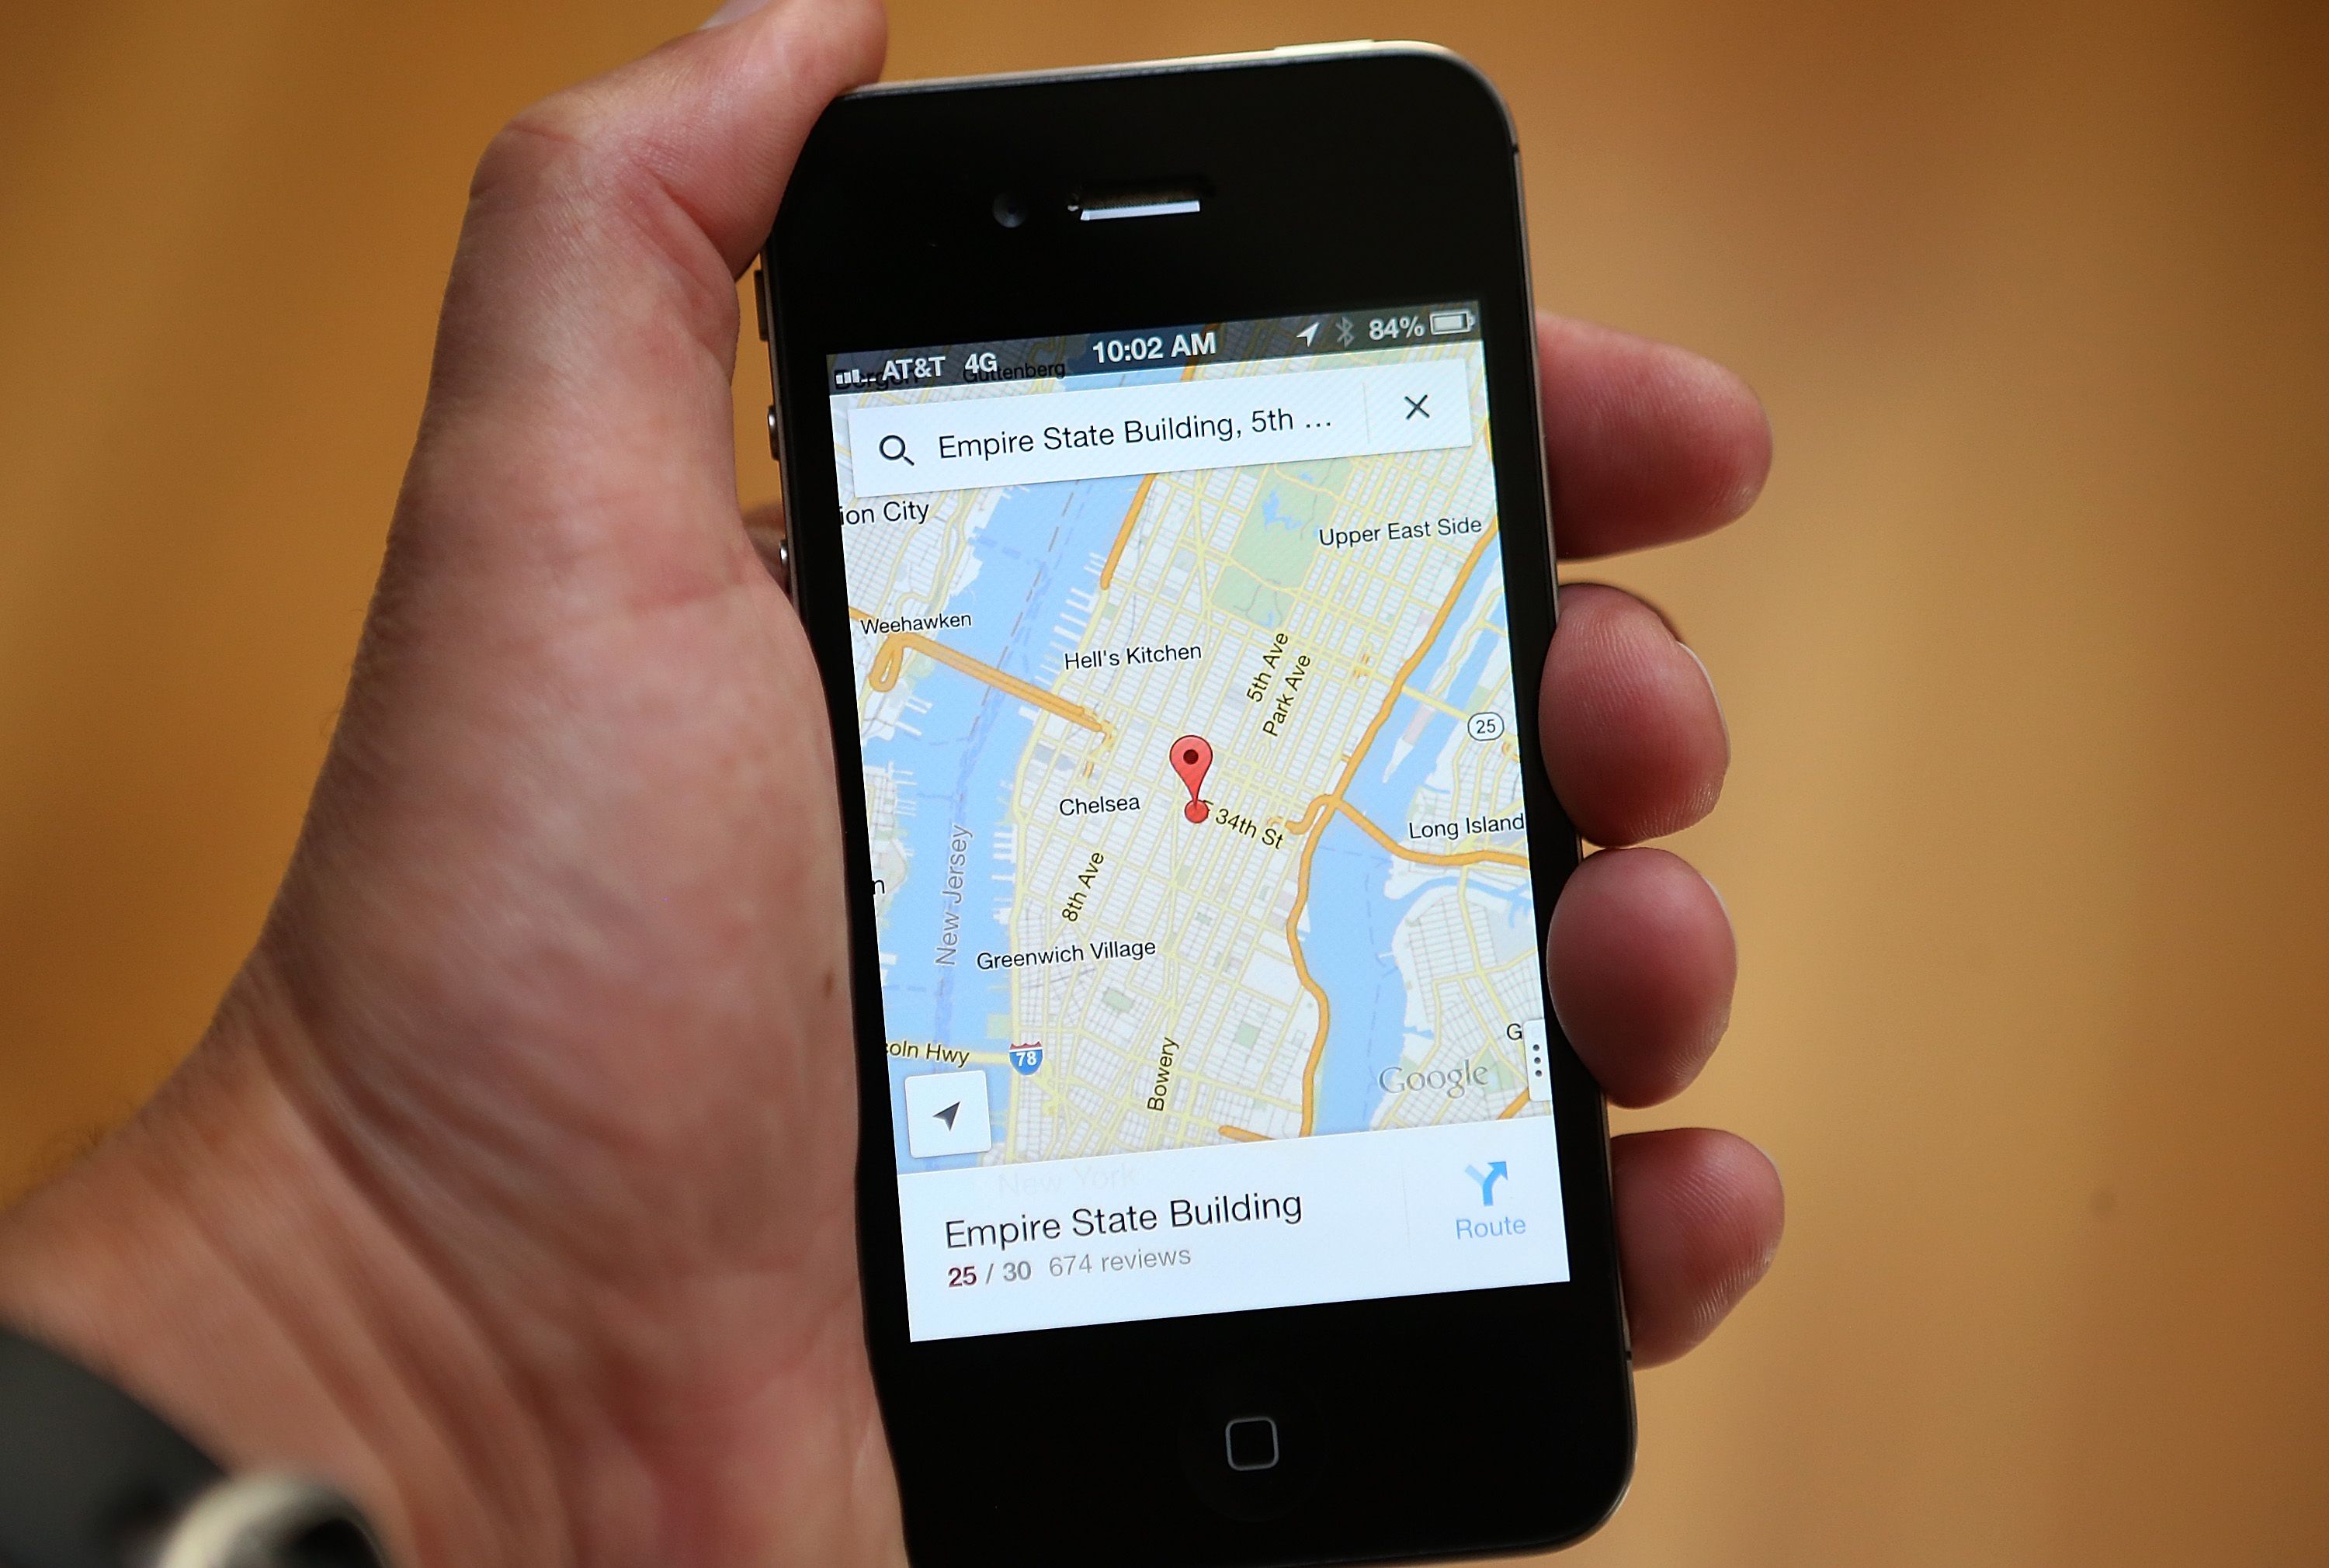 AT&T 4G 10:02 AM 84%
Guttenberg
Empire State Building, 5th ...
ion City
Upper East Side
Weehawken
Hell's Kitchen
5th Ave
Park Ave
25
Chelsea
E 34th St
Long Island
New Jersey
8th Ave
n
Greenwich Village
G
coln Hwy
78
Bowery
Google
New York
Empire State Building
Route
25 / 30 674 reviews